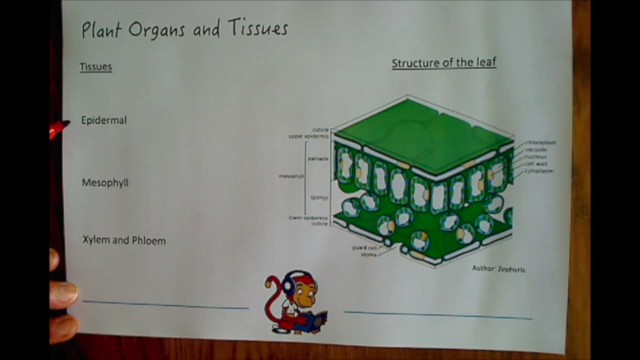 Plant Organs and Tissues
Tissues
Structure of the leaf
Epidermal
Mesophyll
Xylem and Phloem
cuticle
upper epidermis
palisade
mesophyll
spongy
lower epidermis
cuticle
guard cell
stoma
chloroplast
vacuole
nucleus
cell wall
cytoplasm
Author: Zephyris